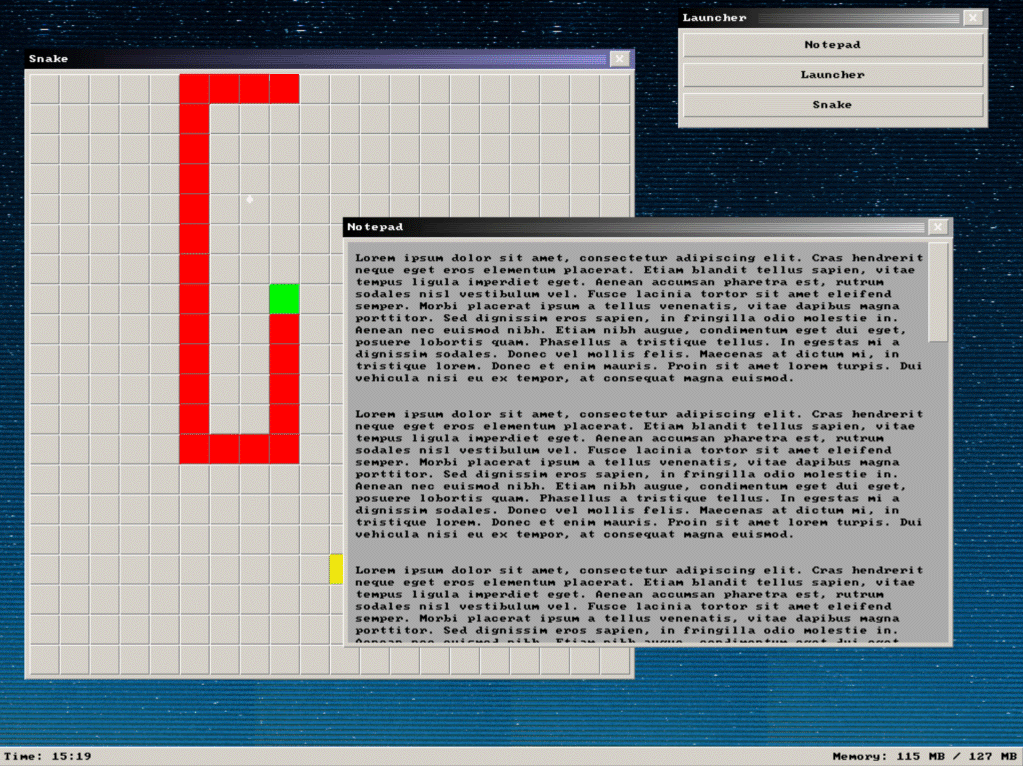 Launcher
Notepad
Launcher
Snake
Snake
Notepad
Lorem ipsum dolor sit amet, consectetur adipiscing elit. Cras hendrerit
neque eget eros elementum placerat. Etiam blandit tellus sapien, vitae
tempus ligula imperdiet eget. Aenean accumsan pharetra est, rutrum
sodales nisl vestibulum vel. Fusce lacinia tortor sit amet eleifend
semper. Morbi placerat ipsum a tellus venenatis, vitae dapibus magna
porttitor. Sed dignissim eros sapien, in fringilla odio molestie in.
Aenean nec euismod nibh. Etiam nibh augue, condimentum eget dui eget,
posuere lobortis quam. Phasellus a tristique tellus. In egestas mi a
dignissim sodales. Donec vel mollis felis. Maecenas at dictum mi, in
tristique lorem. Donec et enim mauris. Proin sit amet lorem turpis. Dui
vehicula nisi eu ex tempor, at consequat magna euismod.
Lorem ipsum dolor sit amet, consectetur adipiscing elit. Cras hendrerit
neque eget eros elementum placerat. Etiam blandit tellus sapien, vitae
tempus ligula imperdiet eget. Aenean accumsan pharetra est, rutrum
sodales nisl vestibulum vel. Fusce lacinia tortor sit amet eleifend
semper. Morbi placerat ipsum a tellus venenatis, vitae dapibus magna
porttitor. Sed dignissim eros sapien, in fringilla odio molestie in.
Aenean nec euismod nibh. Etiam nibh augue, condimentum eget dui eget,
posuere lobortis quam. Phasellus a tristique tellus. In egestas mi a
dignissim sodales. Donec vel mollis felis. Maecenas at dictum mi, in
tristique lorem. Donec et enim mauris. Proin sit amet lorem turpis. Dui
vehicula nisi eu ex tempor, at consequat magna euismod.
Lorem ipsum dolor sit amet, consectetur adipiscing elit. Cras hendrerit
neque eget eros elementum placerat. Etiam blandit tellus sapien, vitae
tempus ligula imperdiet eget. Aenean accumsan pharetra est, rutrum
sodales nisl vestibulum vel. Fusce lacinia tortor sit amet eleifend
semper. Morbi placerat ipsum a tellus venenatis, vitae dapibus magna
porttitor. Sed dignissim eros sapien, in fringilla odio molestie in.
Time: 15:19
Memory: 115 MB / 127 MB